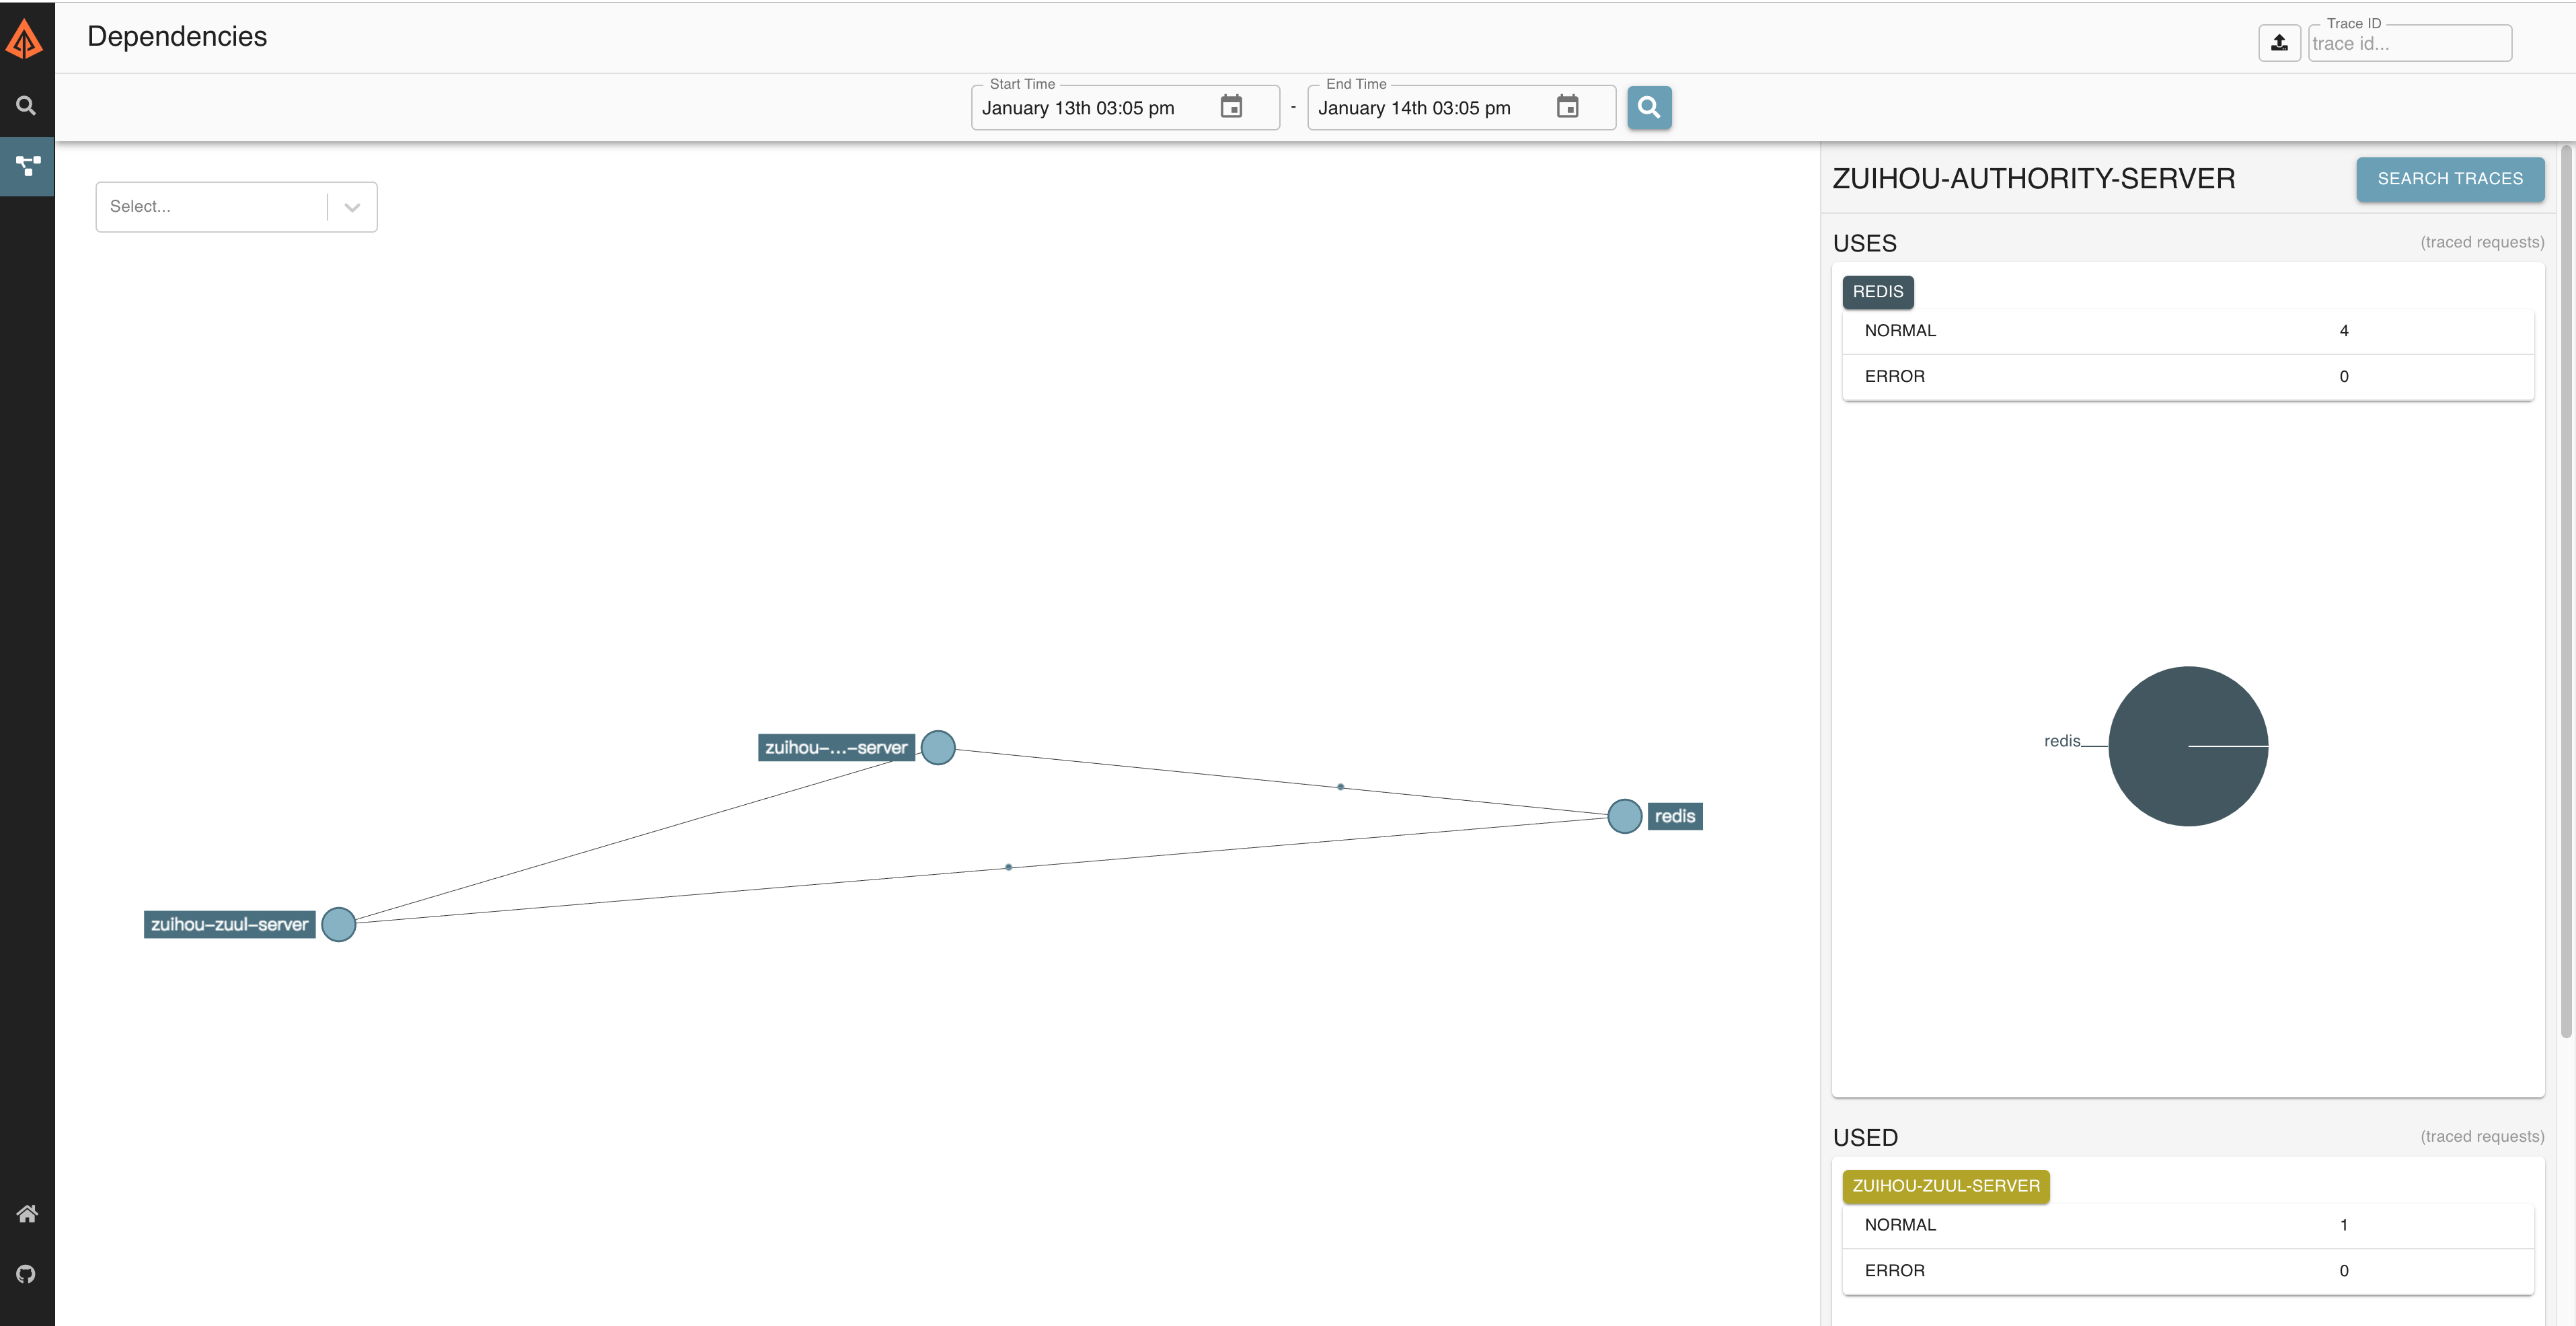 Dependencies
Trace ID
trace id...
Start Time
January 13th 03:05 pm
-
End Time
January 14th 03:05 pm
Select...
zuihou-...-server
redis
zuihou-zuul-server
ZUIHOU-AUTHORITY-SERVER
SEARCH TRACES
USES
(traced requests)
REDIS
NORMAL 4
ERROR 0
redis
USED
(traced requests)
ZUIHOU-ZUUL-SERVER
NORMAL 1
ERROR 0